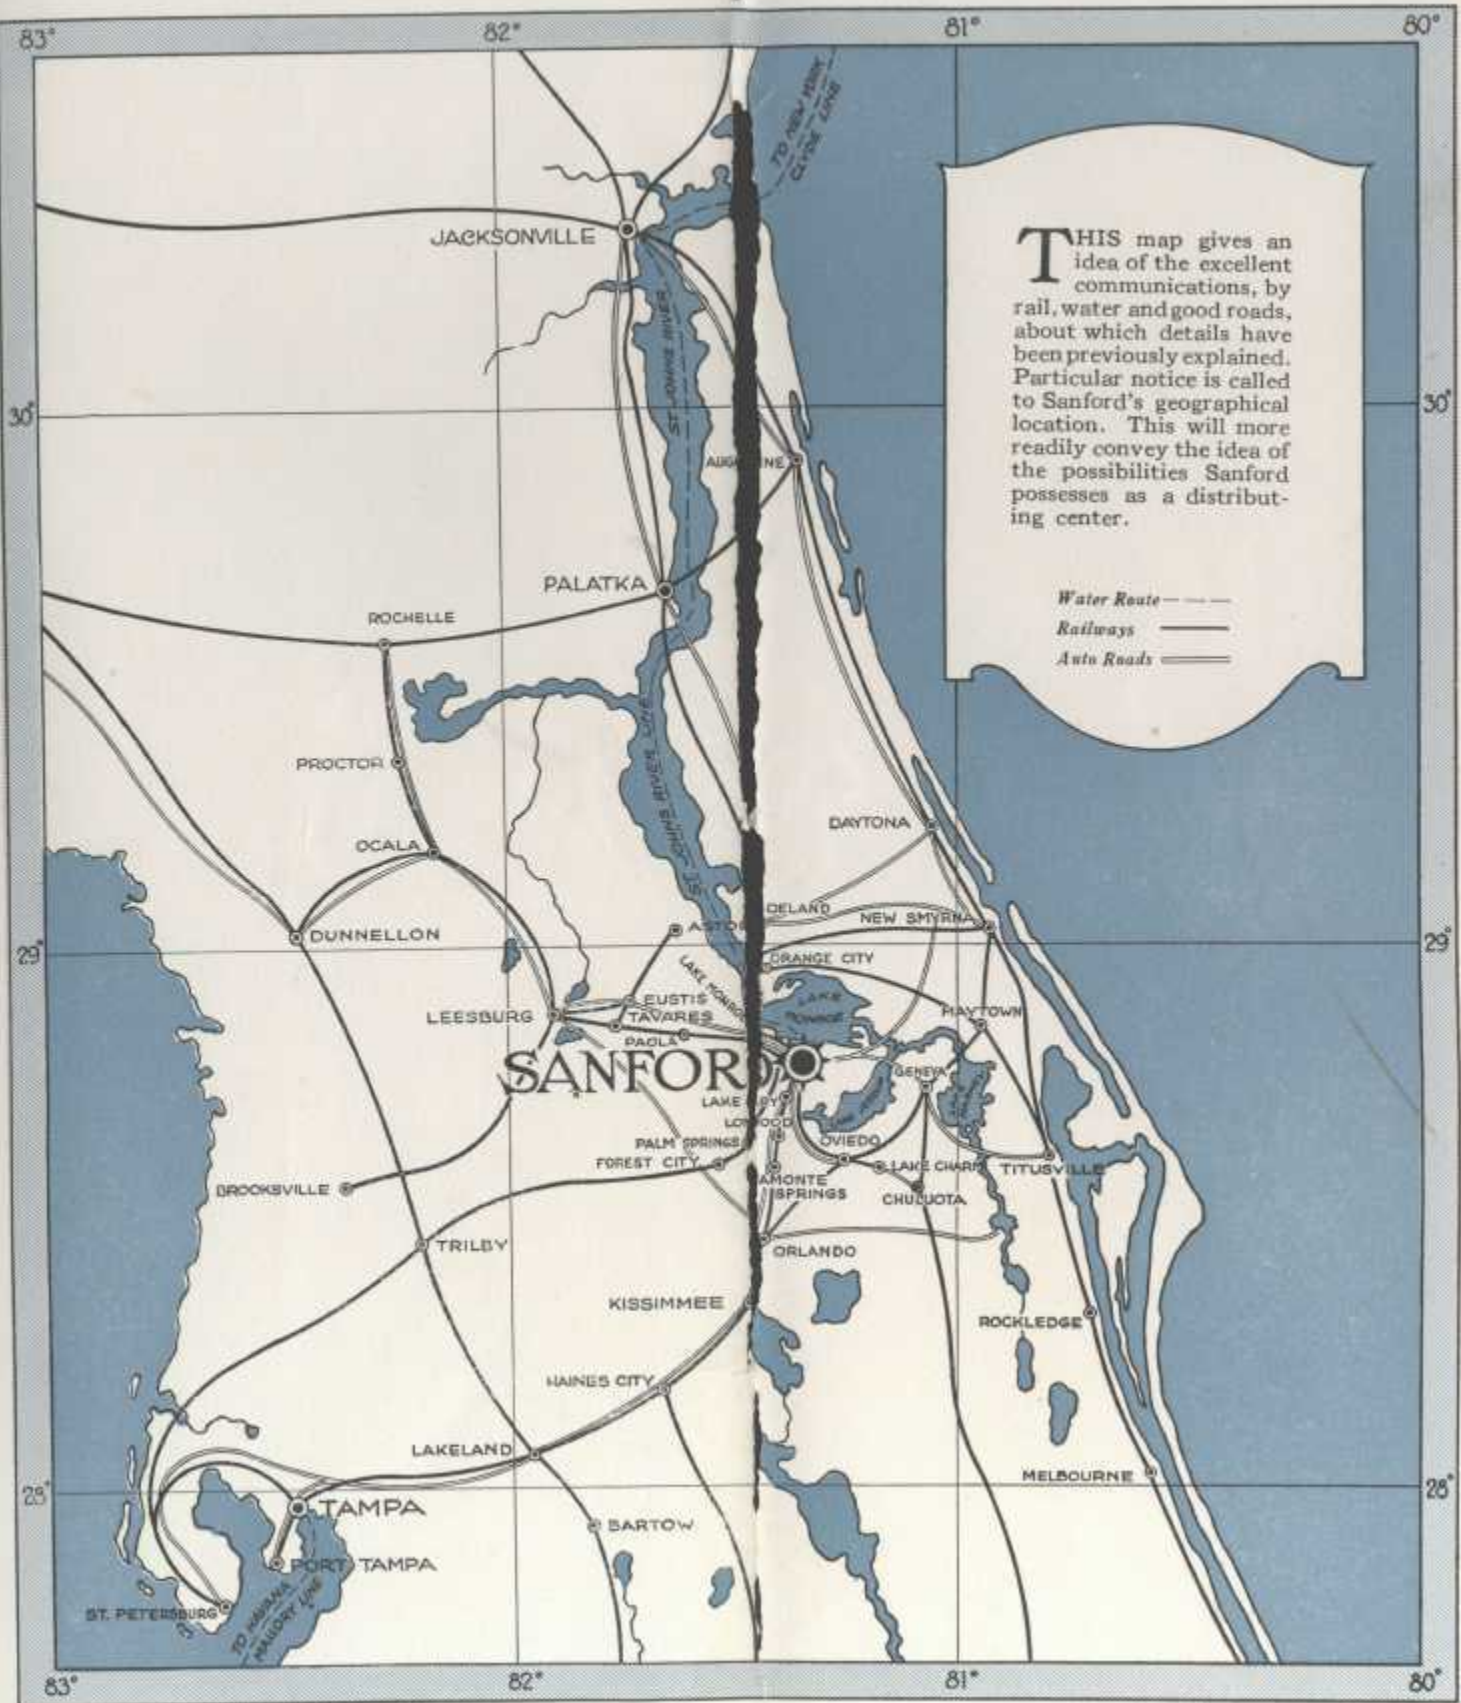 83°
82°
81°
80°
TO NEW YORK
CLYDE LINE
THIS map gives an
idea of the excellent
communications, by
rail, water and good roads,
about which details have
been previously explained.
Particular notice is called
to Sanford's geographical
location. This will more
readily convey the idea of
the possibilities Sanford
possesses as a distribut-
ing center.
Water Route
Railways
Auto Roads
JACKSONVILLE
ST. JOHNS RIVER
30°
30°
PALATKA
ROCHELLE
PROCTOR
ST. JOHNS RIVER LINE
OCALA
DAYTONA
DELAND
NEW SMYRNA
DUNNELLON
29°
29°
ORANGE CITY
LAKE MONROE
LAKE
MONROE
EUSTIS
LEESBURG
TAVARES
MAYTOWN
PAOLA
SANFORD
GENEVA
LAKE
PALM SPRINGS
OVIEDO
FOREST CITY
LAKE CHARM
TITUSVILLE
BROOKSVILLE
SPRINGS
CHULUOTA
TRILBY
ORLANDO
KISSIMMEE
ROCKLEDGE
HAINES CITY
LAKELAND
MELBOURNE
28°
28°
TAMPA
BARTOW
PORT TAMPA
ST. PETERSBURG
TO HAVANA
MALLORY LINE
83°
82°
81°
80°